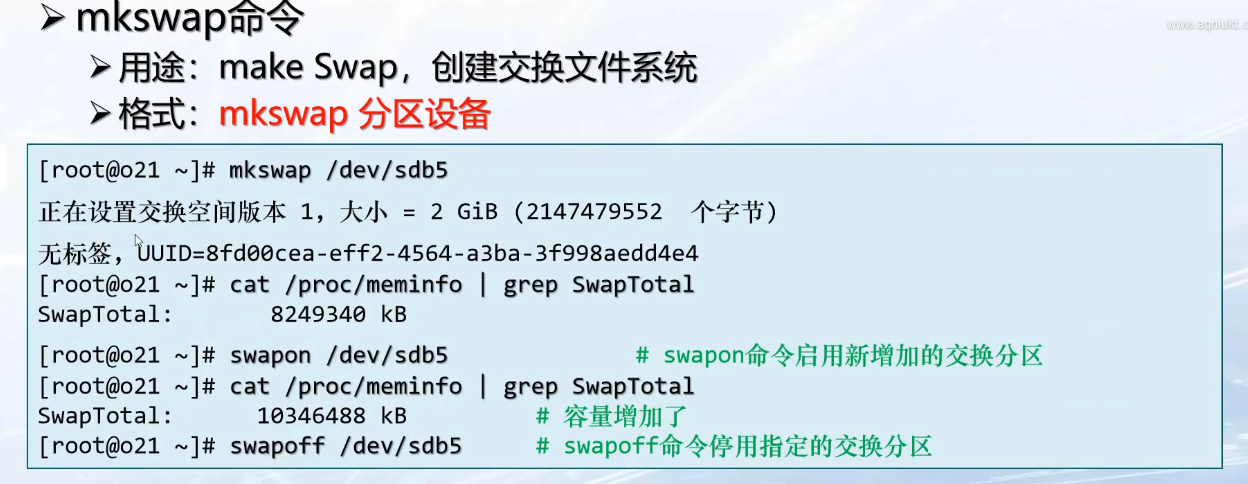 ➢ mkswap命令
www.aqniukt.c
➢ 用途：make Swap，创建交换文件系统
➢ 格式：mkswap 分区设备
[root@o21 ~]# mkswap /dev/sdb5
正在设置交换空间版本 1，大小 = 2 GiB (2147479552 个字节)
无标签，UUID=8fd00cea-eff2-4564-a3ba-3f998aedd4e4
[root@o21 ~]# cat /proc/meminfo | grep SwapTotal
SwapTotal: 8249340 kB
[root@o21 ~]# swapon /dev/sdb5 # swapon命令启用新增加的交换分区
[root@o21 ~]# cat /proc/meminfo | grep SwapTotal
SwapTotal: 10346488 kB # 容量增加了
[root@o21 ~]# swapoff /dev/sdb5 # swapoff命令停用指定的交换分区